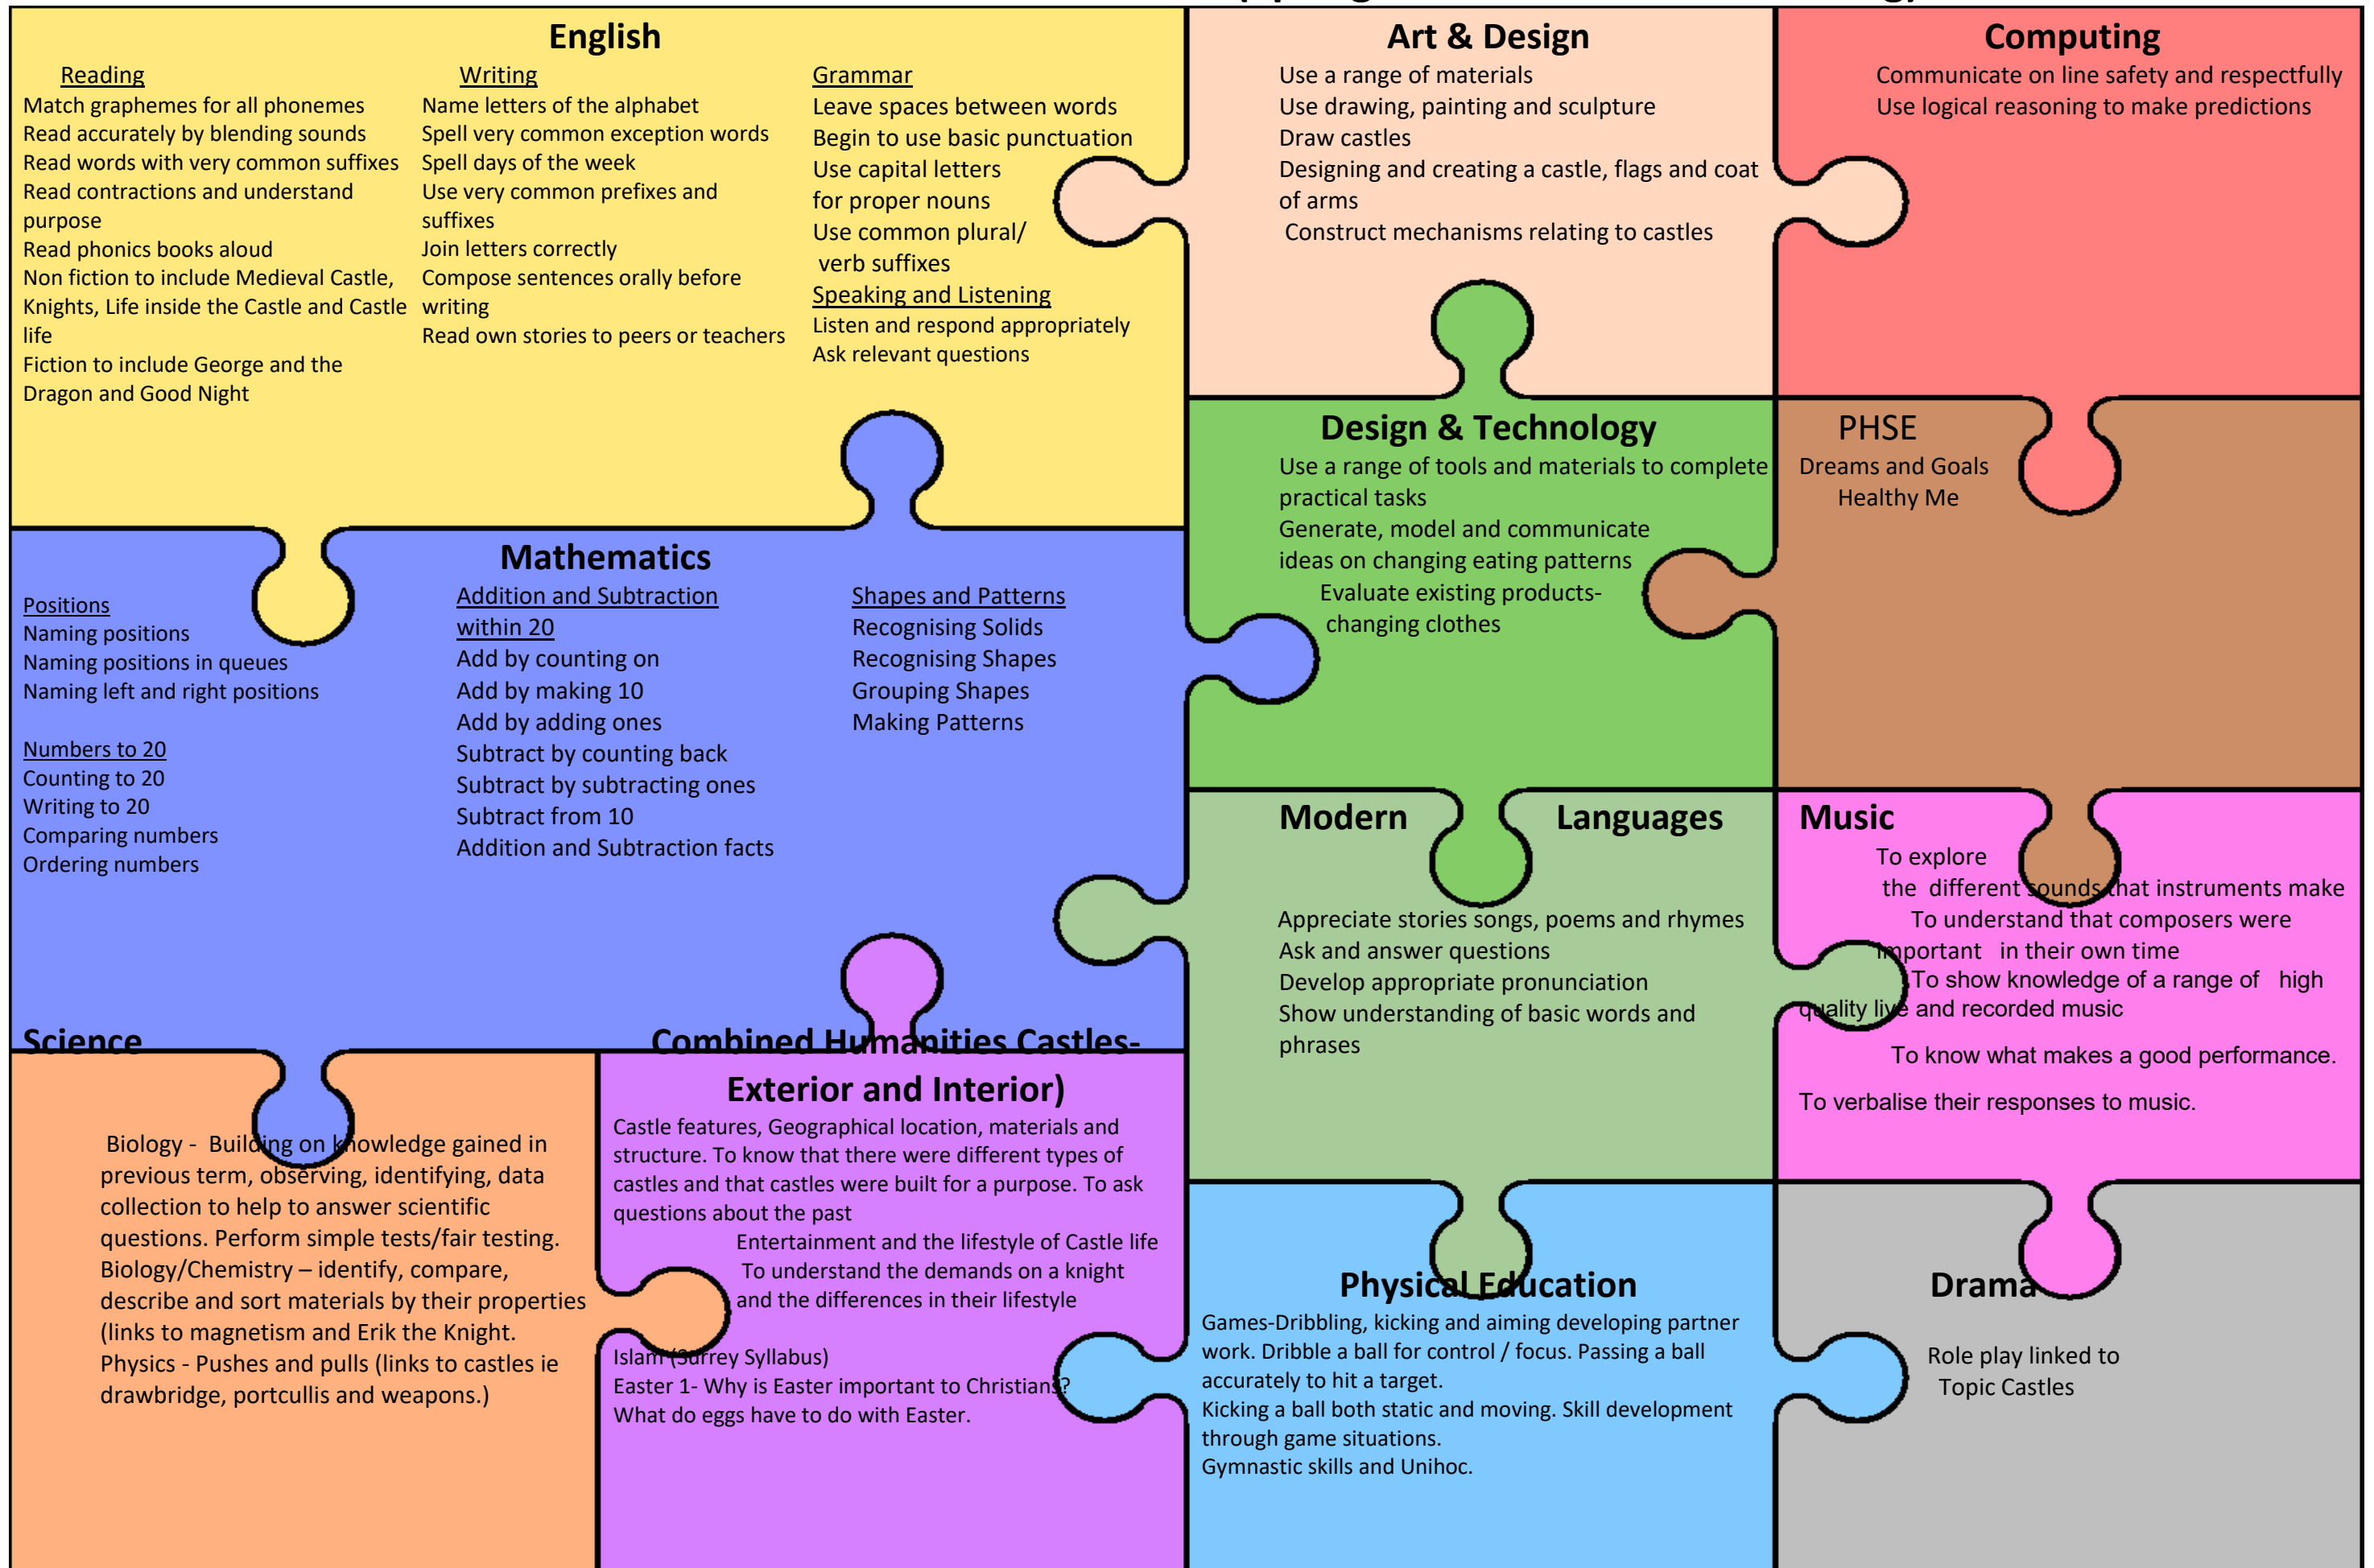 English
Reading
Match graphemes for all phonemes
Read accurately by blending sounds
Read words with very common suffixes
Read contractions and understand
purpose
Read phonics books aloud
Non fiction to include Medieval Castle,
Knights, Life inside the Castle and Castle
life
Fiction to include George and the
Dragon and Good Night
Writing
Name letters of the alphabet
Spell very common exception words
Spell days of the week
Use very common prefixes and
suffixes
Join letters correctly
Compose sentences orally before
writing
Read own stories to peers or teachers
Grammar
Leave spaces between words
Begin to use basic punctuation
Use capital letters
for proper nouns
Use common plural/
verb suffixes
Speaking and Listening
Listen and respond appropriately
Ask relevant questions
Art & Design
Use a range of materials
Use drawing, painting and sculpture
Draw castles
Designing and creating a castle, flags and coat
of arms
Construct mechanisms relating to castles
Computing
Communicate on line safety and respectfully
Use logical reasoning to make predictions
Mathematics
Positions
Naming positions
Naming positions in queues
Naming left and right positions
Numbers to 20
Counting to 20
Writing to 20
Comparing numbers
Ordering numbers
Addition and Subtraction
within 20
Add by counting on
Add by making 10
Add by adding ones
Subtract by counting back
Subtract by subtracting ones
Subtract from 10
Addition and Subtraction facts
Shapes and Patterns
Recognising Solids
Recognising Shapes
Grouping Shapes
Making Patterns
Design & Technology
Use a range of tools and materials to complete
practical tasks
Generate, model and communicate
ideas on changing eating patterns
Evaluate existing products-
changing clothes
PHSE
Dreams and Goals
Healthy Me
Modern Languages
Appreciate stories songs, poems and rhymes
Ask and answer questions
Develop appropriate pronunciation
Show understanding of basic words and
phrases
Music
To explore
the different sounds that instruments make
To understand that composers were
important in their own time
To show knowledge of a range of high
quality live and recorded music
To know what makes a good performance.
To verbalise their responses to music.
Science
Biology - Building on knowledge gained in
previous term, observing, identifying, data
collection to help to answer scientific
questions. Perform simple tests/fair testing.
Biology/Chemistry – identify, compare,
describe and sort materials by their properties
(links to magnetism and Erik the Knight.
Physics - Pushes and pulls (links to castles ie
drawbridge, portcullis and weapons.)
Combined Humanities Castles-
Exterior and Interior)
Castle features, Geographical location, materials and
structure. To know that there were different types of
castles and that castles were built for a purpose. To ask
questions about the past
Entertainment and the lifestyle of Castle life
To understand the demands on a knight
and the differences in their lifestyle
Islam (Surrey Syllabus)
Easter 1- Why is Easter important to Christians?
What do eggs have to do with Easter.
Physical Education
Games-Dribbling, kicking and aiming developing partner
work. Dribble a ball for control / focus. Passing a ball
accurately to hit a target.
Kicking a ball both static and moving. Skill development
through game situations.
Gymnastic skills and Unihoc.
Drama
Role play linked to
Topic Castles